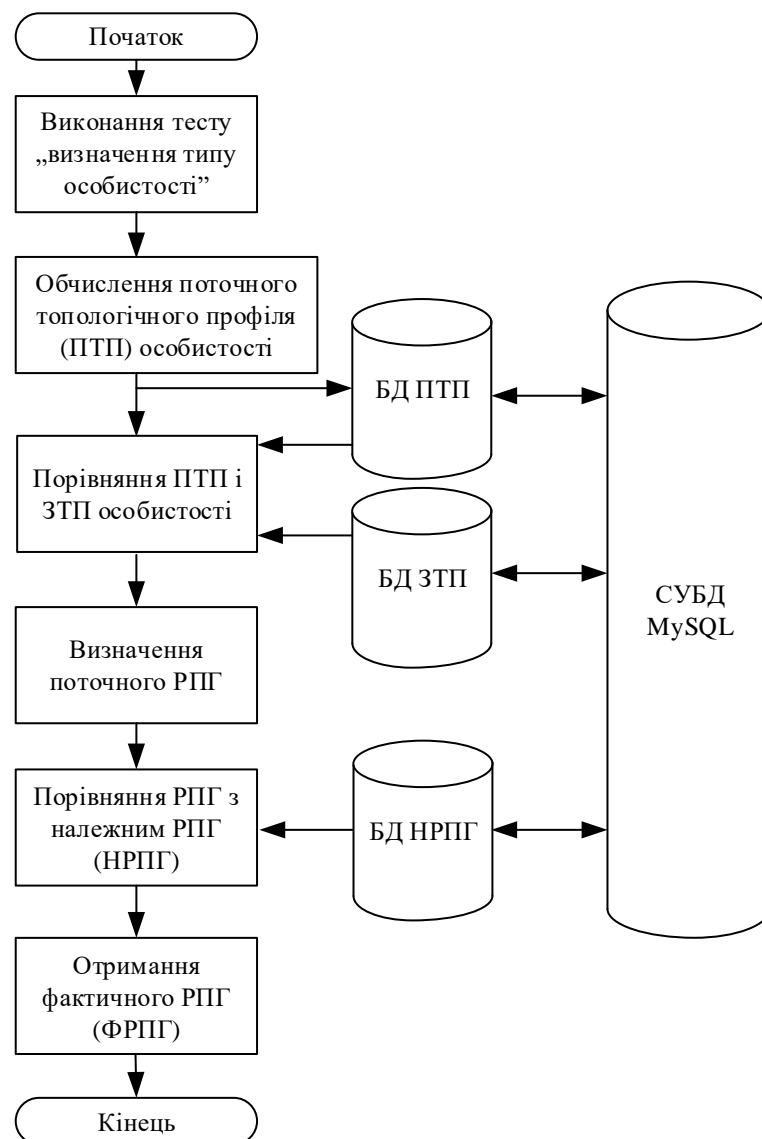 Початок
Виконання тесту
„визначення типу
особистості”
Обчислення поточного
топологічного профіля
(ПТП) особистості
БД ПТП
Порівняння ПТП і
ЗТП особистості
БД ЗТП
СУБД
MySQL
Визначення
поточного РПГ
Порівняння РПГ з
належним РПГ
(НРПГ)
БД НРПГ
Отримання
фактичного РПГ
(ФРПГ)
Кінець